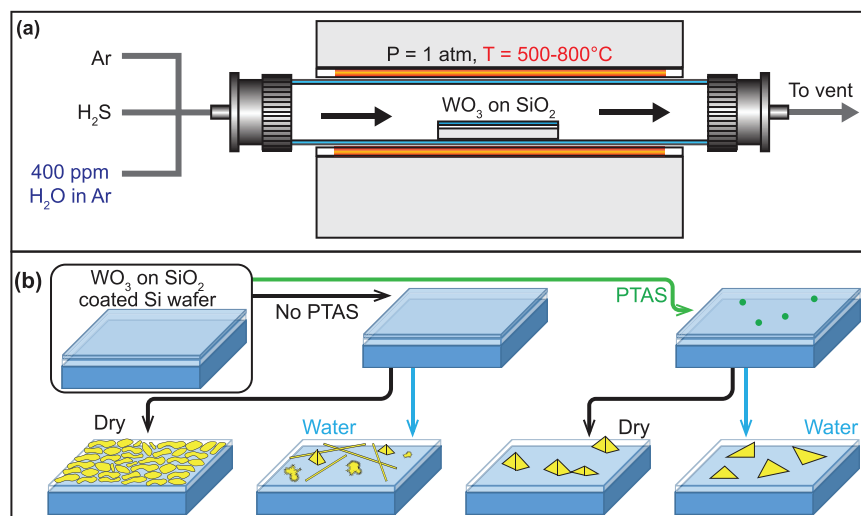 (a)
P = 1 atm, T = 500-800°C
Ar
To vent
H₂S
WO₃ on SiO₂
400 ppm
H₂O in Ar
(b)
WO₃ on SiO₂
coated Si wafer
No PTAS
PTAS
Dry
Water
Dry
Water